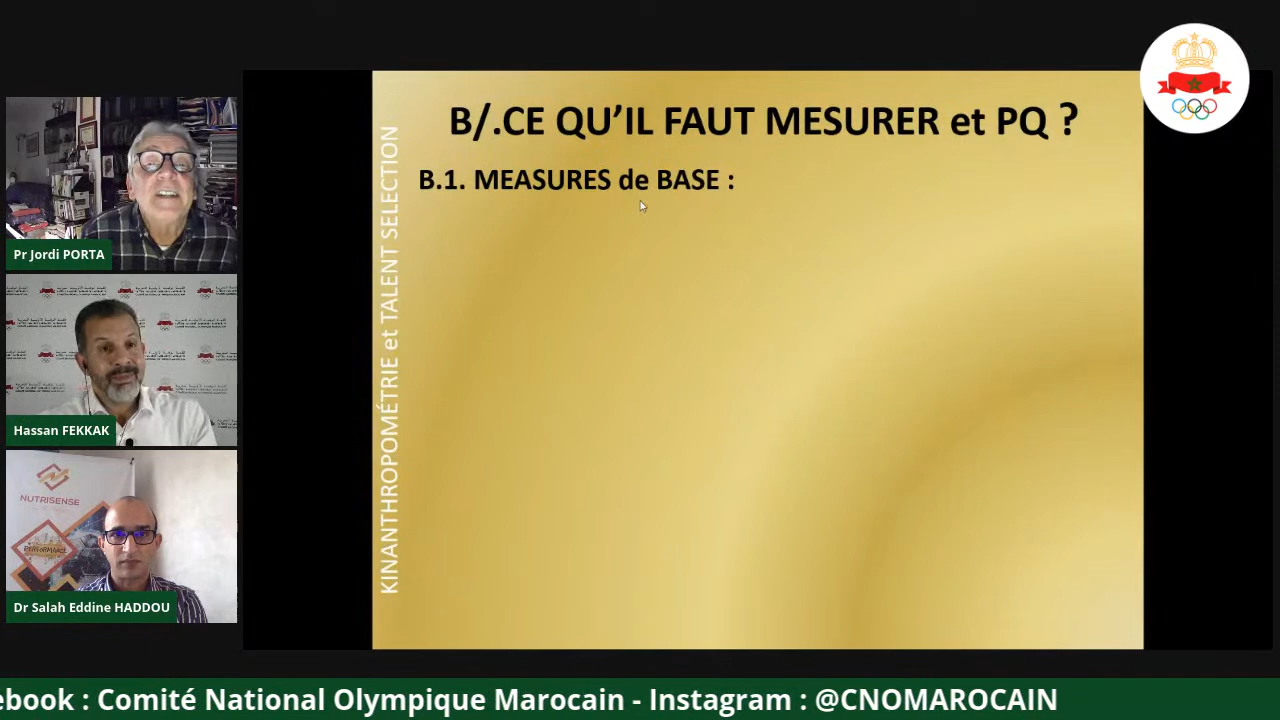 B/.CE QU'IL FAUT MESURER et PQ ?
B.1. MEASURES de BASE :
KINANTHROPOMÉTRIE et TALENT SELECTION
Pr Jordi PORTA
Hassan FEKKAK
NUTRISENSE
PERFORMANCE
Dr Salah Eddine HADDOU
ebook : Comité National Olympique Marocain - Instagram : @CNOMAROCAIN